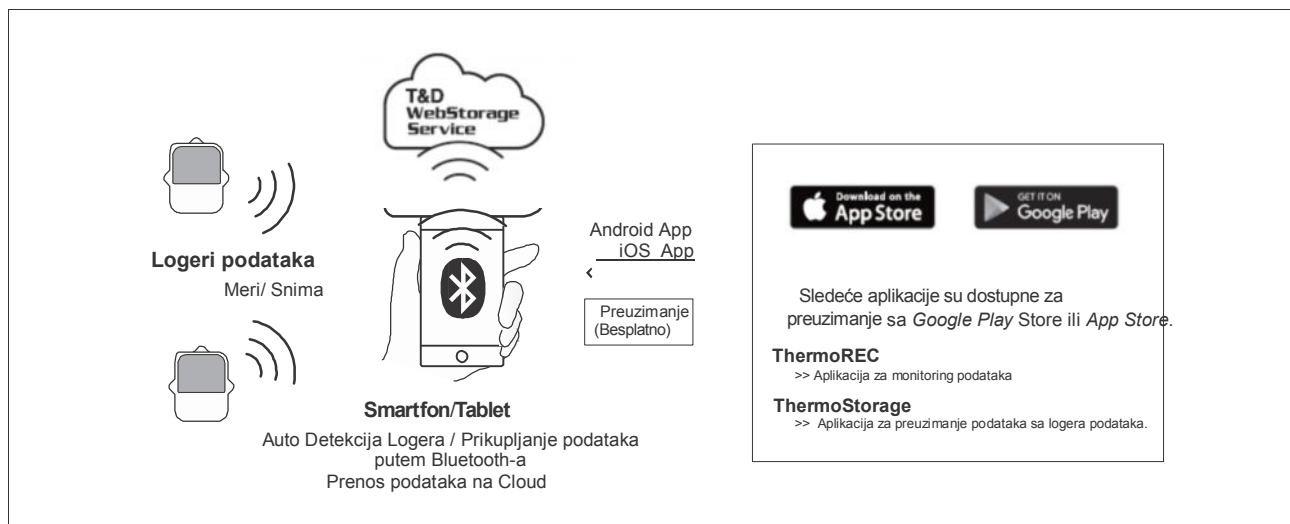 T&D
WebStorage
Service
Logeri podataka
Meri/ Snima
Android App
iOS App
Preuzimanje
(Besplatno)
Smartfon/Tablet
Auto Detekcija Logera / Prikupljanje podataka
putem Bluetooth-a
Prenos podataka na Cloud
Download on the
App Store
GET IT ON
Google Play
Sledeće aplikacije su dostupne za
preuzimanje sa Google Play Store ili App Store.
ThermoREC
>> Aplikacija za monitoring podataka
ThermoStorage
>> Aplikacija za preuzimanje podataka sa logera podataka.